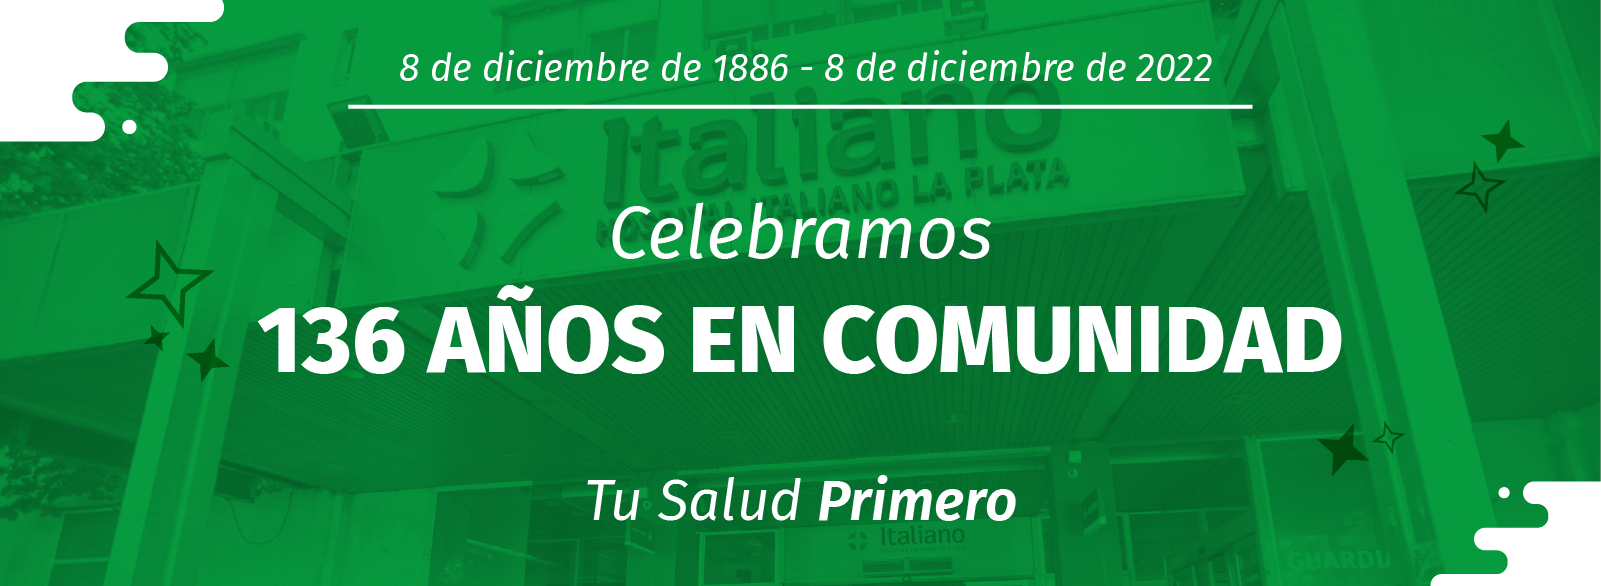 8 de diciembre de 1886 - 8 de diciembre de 2022
Italiano
HOSPITAL ITALIANO LA PLATA
Celebramos
136 AÑOS EN COMUNIDAD
Tu Salud Primero
Italiano
GUARDIA